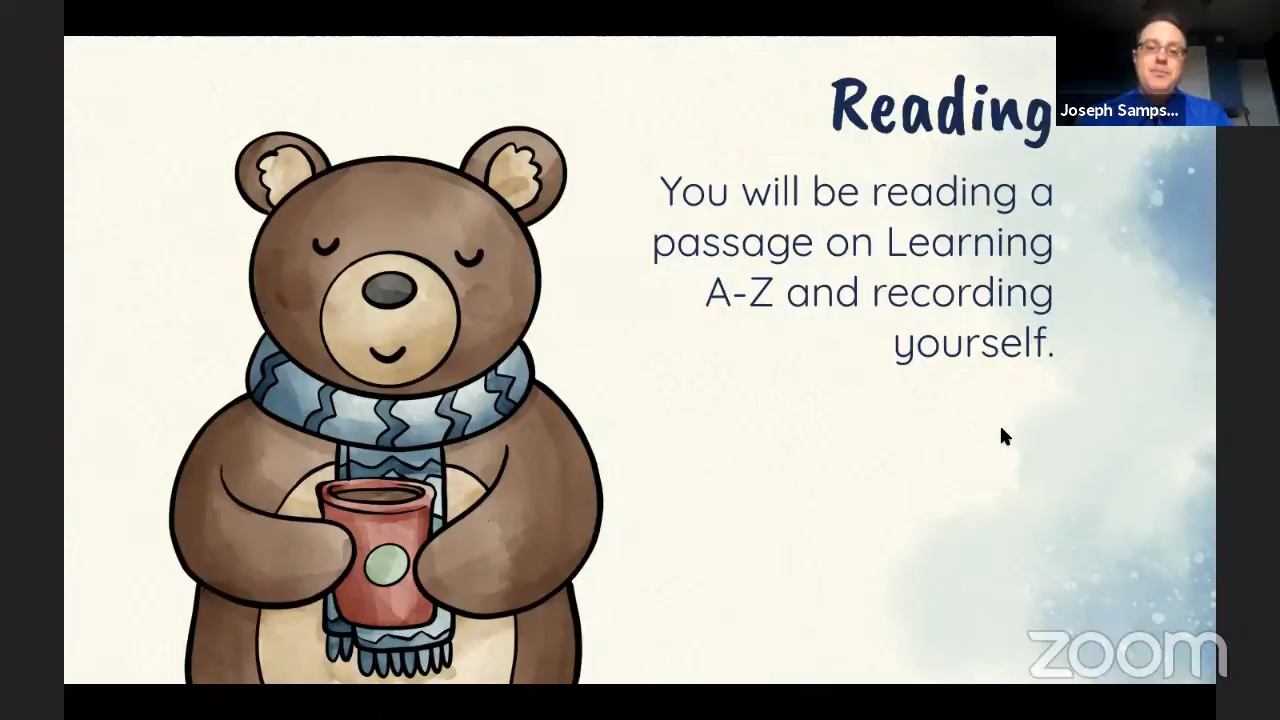 Reading
Joseph Samps...
You will be reading a
passage on Learning
A-Z and recording
yourself.
zoom